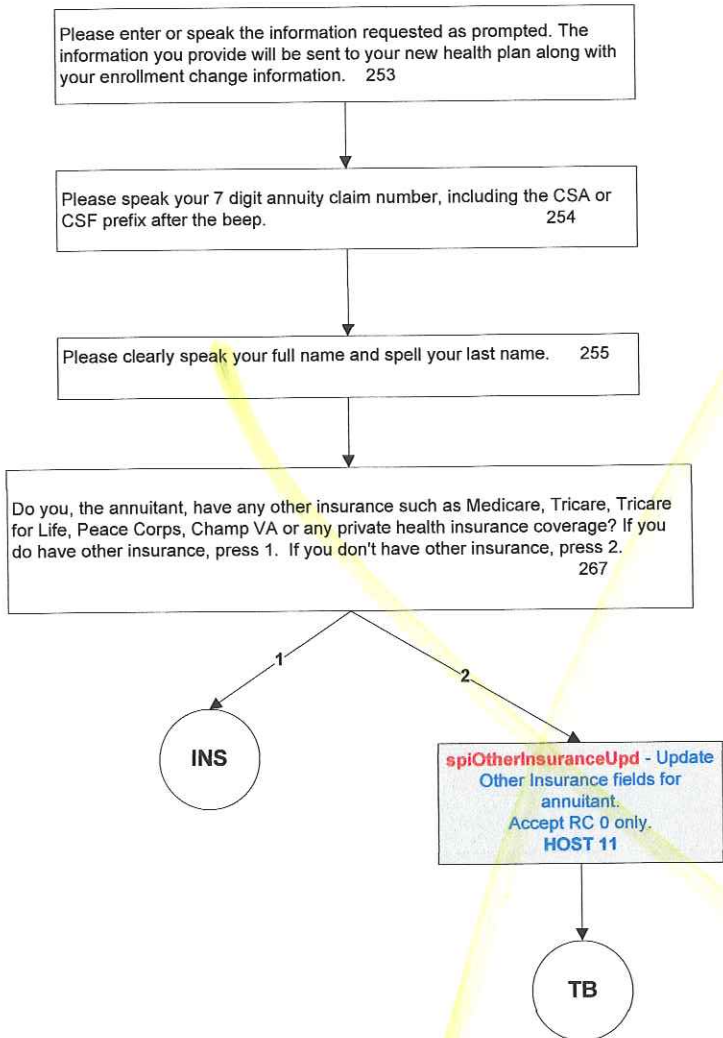 Please enter or speak the information requested as prompted. The
information you provide will be sent to your new health plan along with
your enrollment change information. 253
Please speak your 7 digit annuity claim number, including the CSA or
CSF prefix after the beep. 254
Please clearly speak your full name and spell your last name. 255
Do you, the annuitant, have any other insurance such as Medicare, Tricare, Tricare
for Life, Peace Corps, Champ VA or any private health insurance coverage? If you
do have other insurance, press 1. If you don't have other insurance, press 2.
267
1
2
INS
spiOtherInsuranceUpd - Update
Other Insurance fields for
annuitant.
Accept RC 0 only.
HOST 11
TB